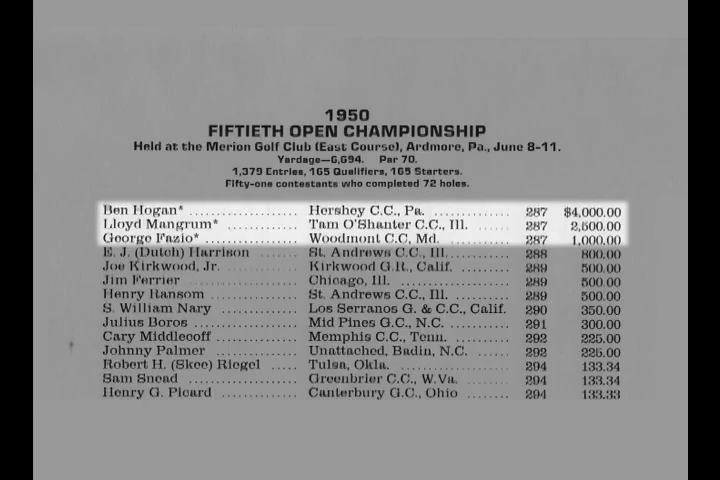 1950
FIFTIETH OPEN CHAMPIONSHIP
Held at the Merion Golf Club (East Course), Ardmore, Pa., June 8-11.
Yardage—6,694. Par 70.
1,379 Entries, 165 Qualifiers, 165 Starters.
Fifty-one contestants who completed 72 holes.
Ben Hogan* .................. Hershey C.C., Pa. .............. 287 $4,000.00
Lloyd Mangrum* ............ Tam O'Shanter C.C., Ill. ....... 287 2,500.00
George Fazio* ................ Woodmont C.C, Md. ............ 287 1,000.00
E. J. (Dutch) Harrison ........ St. Andrews C.C., Ill. .......... 288 800.00
Joe Kirkwood, Jr. ............. Kirkwood G.R., Calif. ......... 289 500.00
Jim Ferrier .................. Chicago, Ill. .................. 289 500.00
Henry Ransom ............... St. Andrews C.C., Ill. ......... 289 500.00
S. William Nary .............. Los Serranos G. & C.C., Calif. 290 350.00
Julius Boros .................. Mid Pines G.C., N.C. ........... 291 300.00
Cary Middlecoff .............. Memphis C.C., Tenn. .......... 292 225.00
Johnny Palmer ............... Unattached, Badin, N.C. ...... 292 225.00
Robert H. (Skee) Riegel ..... Tulsa, Okla. ................... 294 133.34
Sam Snead ................... Greenbrier C.C., W.Va. ........ 294 133.34
Henry G. Picard .............. Canterbury G.C., Ohio ........ 294 133.33